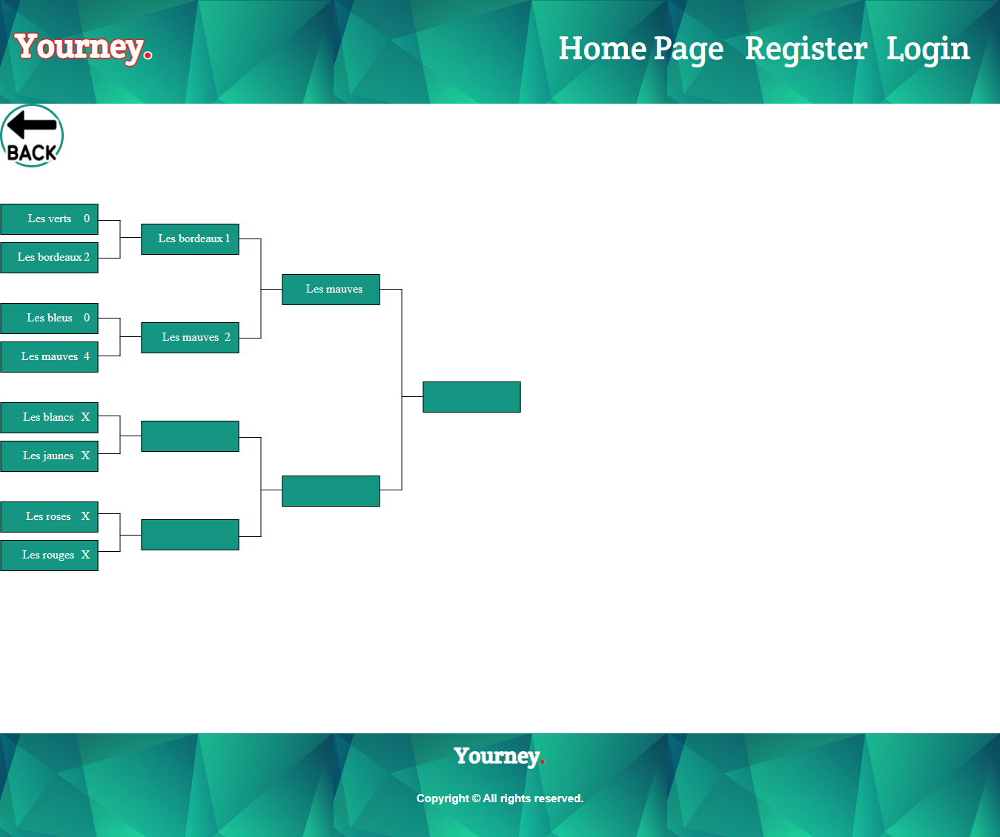 Yourney.
Home Page Register Login
BACK
Les verts 0
Les bordeaux 2
Les bleus 0
Les mauves 4
Les blancs X
Les jaunes X
Les roses X
Les rouges X
Les bordeaux 1
Les mauves 2
Les mauves
Yourney.
Copyright © All rights reserved.